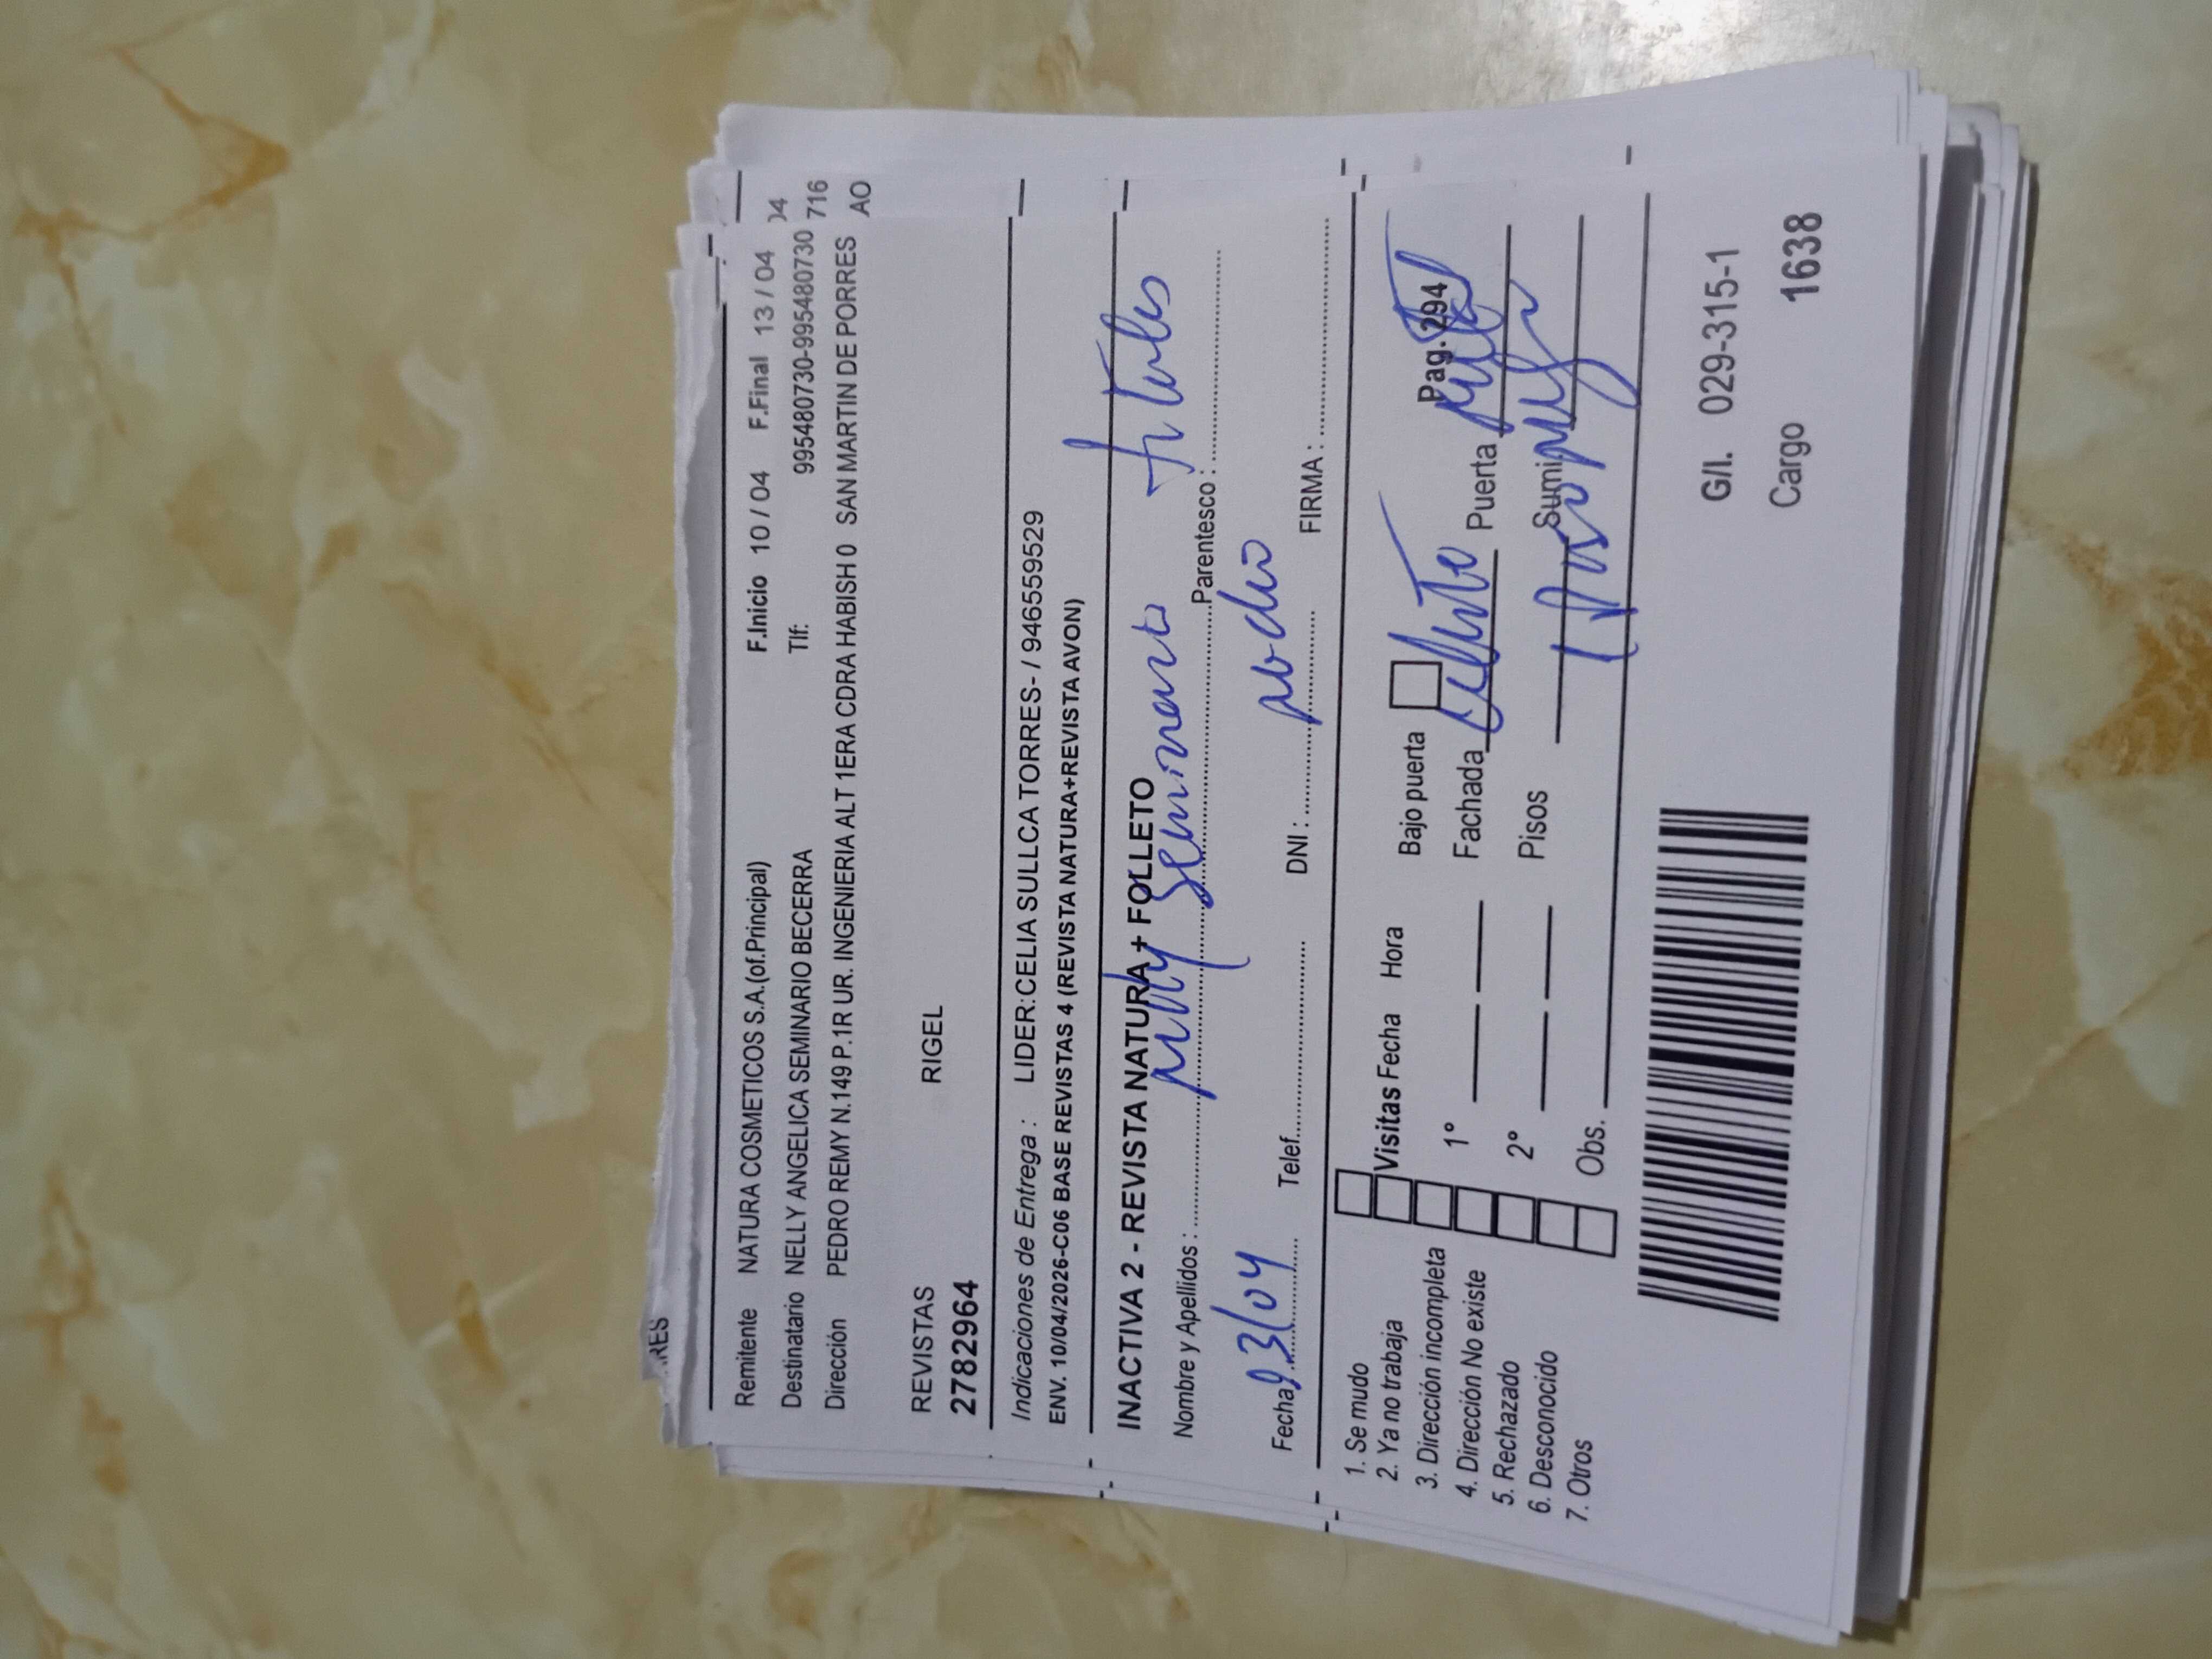 RES
Remitente NATURA COSMETICOS S.A.(of.Principal) F.Inicio 10 / 04 F.Final 13 / 04
Destinatario NELLY ANGELICA SEMINARIO BECERRA Tlf: 995480730-995480730 716
Dirección PEDRO REMY N.149 P.1R UR. INGENIERIA ALT 1ERA CDRA HABISH 0 SAN MARTIN DE PORRES AO
REVISTAS RIGEL
2782964
Indicaciones de Entrega : LIDER:CELIA SULLCA TORRES- / 946559529
ENV. 10/04/2026-C06 BASE REVISTAS 4 (REVISTA NATURA+REVISTA AVON)
INACTIVA 2 - REVISTA NATURA + FOLLETO
Nombre y Apellidos : Nelly Seminario Parentesco : titular
Fecha 13/04 Telef. DNI : FIRMA :
1. Se mudo
2. Ya no trabaja
3. Dirección incompleta
4. Dirección No existe
5. Rechazado
6. Desconocido
7. Otros
Visitas Fecha Hora
1°
2°
Obs.
Bajo puerta Pag. 294
Fachada Puerta
Pisos Sumi.
G/I. 029-315-1
Cargo 1638